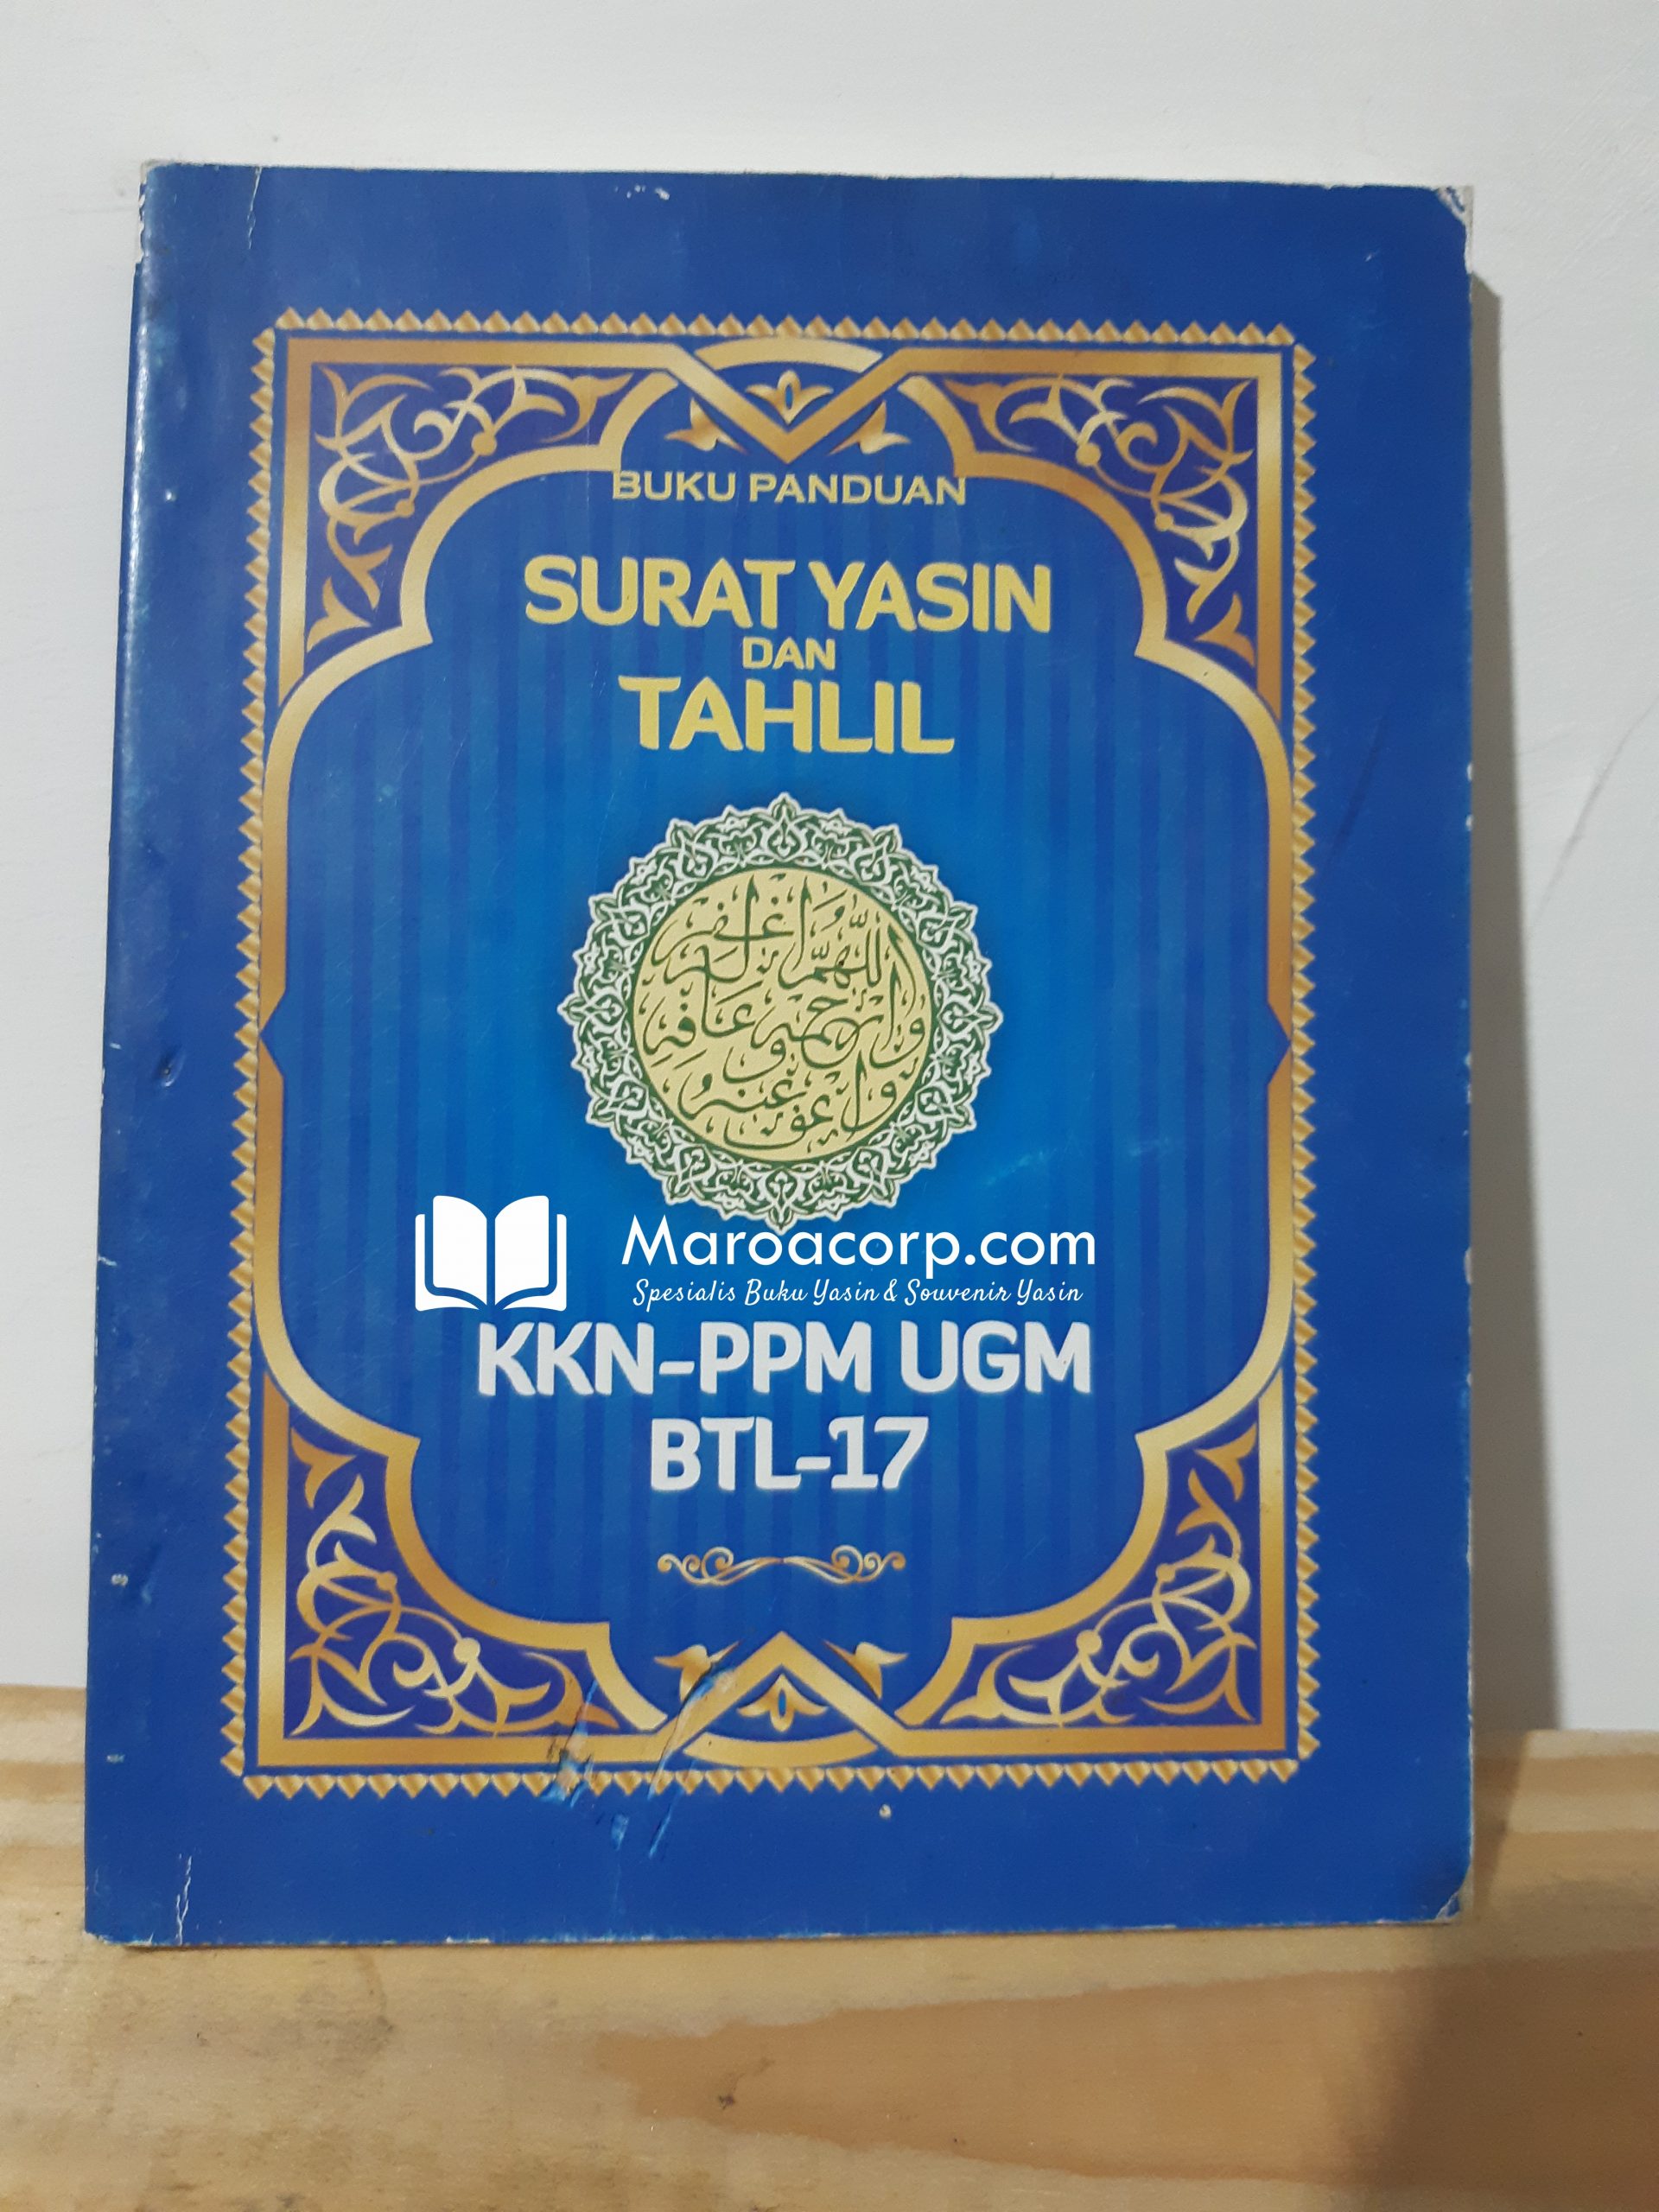 BUKU PANDUAN
SURAT YASIN
DAN
TAHLIL
اللهم اغفر له
وارحمه وعافه
واعف عنه
Maroacorp.com
Spesialis Buku Yasin & Souvenir Yasin
KKN-PPM UGM
BTL-17